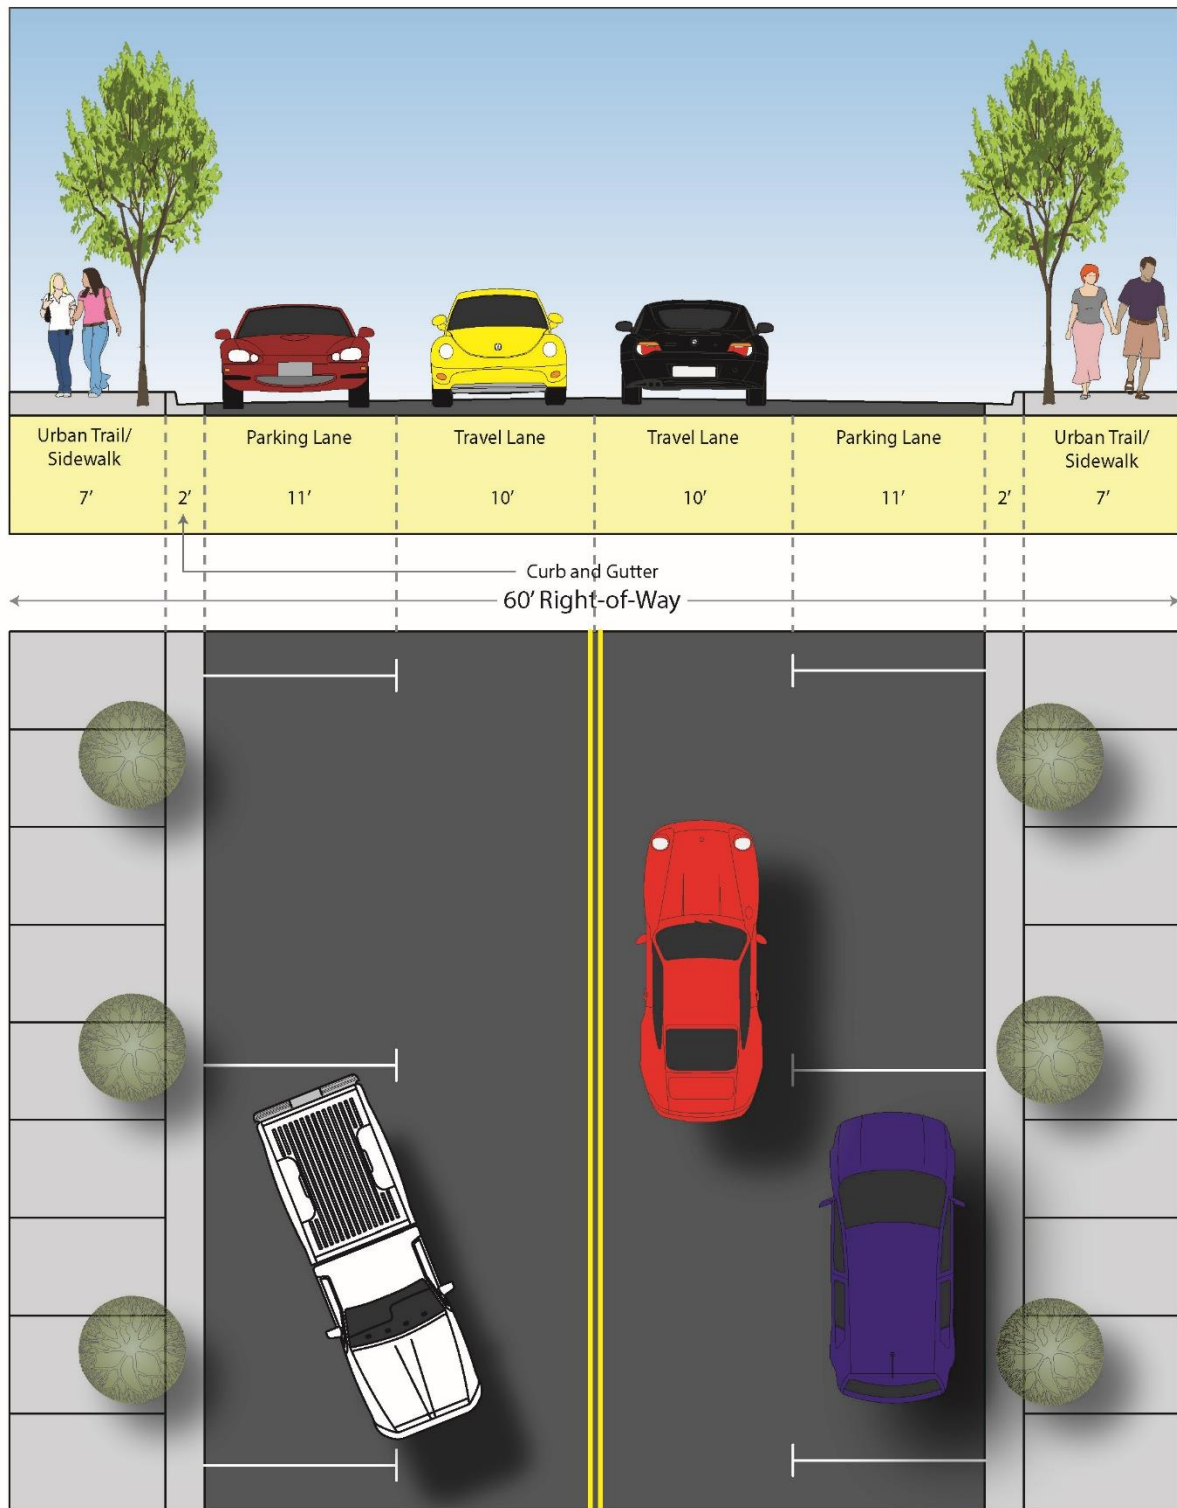 Urban Trail/
Sidewalk
7'
2'
Parking Lane
11'
Travel Lane
10'
Travel Lane
10'
Parking Lane
11'
2'
Urban Trail/
Sidewalk
7'
Curb and Gutter
60' Right-of-Way